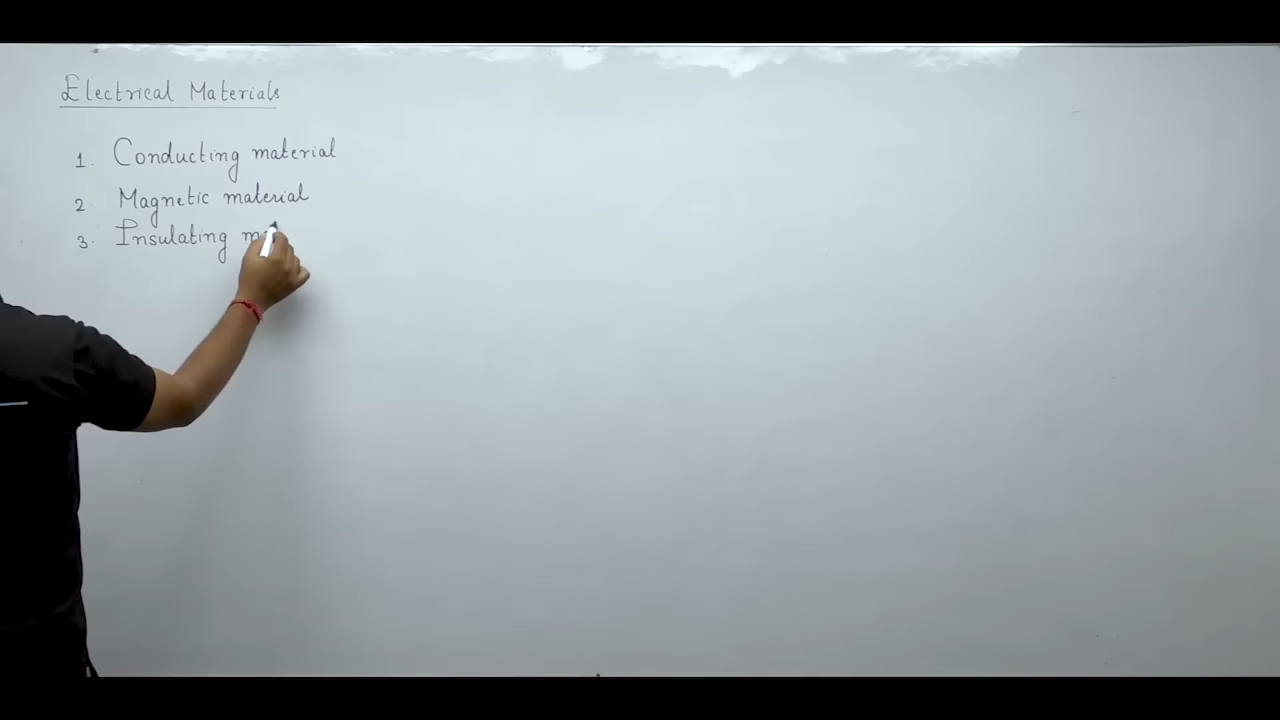 Electrical Materials
1. Conducting material
2. Magnetic material
3. Insulating